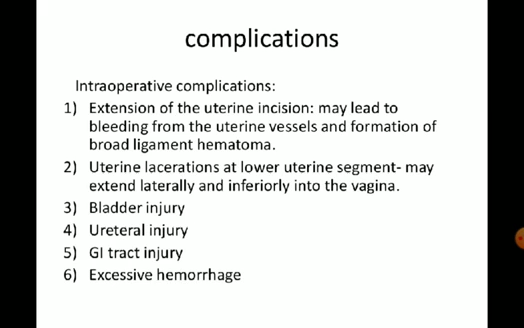 complications
Intraoperative complications:
1) Extension of the uterine incision: may lead to
bleeding from the uterine vessels and formation of
broad ligament hematoma.
2) Uterine lacerations at lower uterine segment- may
extend laterally and inferiorly into the vagina.
3) Bladder injury
4) Ureteral injury
5) GI tract injury
6) Excessive hemorrhage